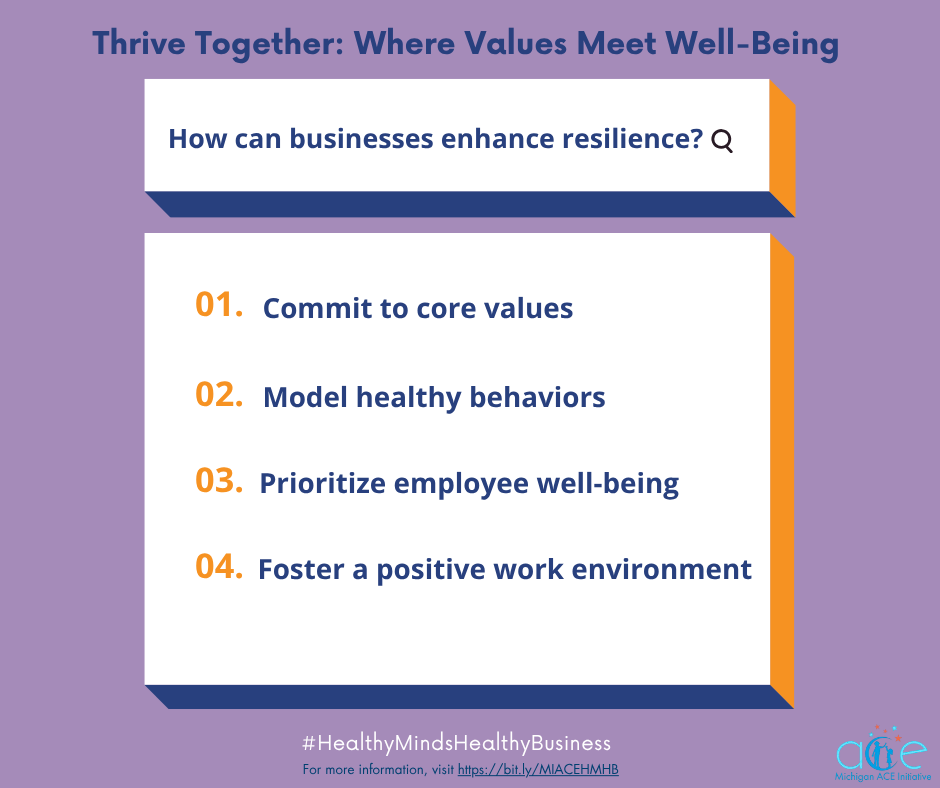 Thrive Together: Where Values Meet Well-Being
How can businesses enhance resilience?
01. Commit to core values
02. Model healthy behaviors
03. Prioritize employee well-being
04. Foster a positive work environment
#HealthyMindsHealthyBusiness
For more information, visit https://bit.ly/MIACEHMHB
ace
Michigan ACE Initiative